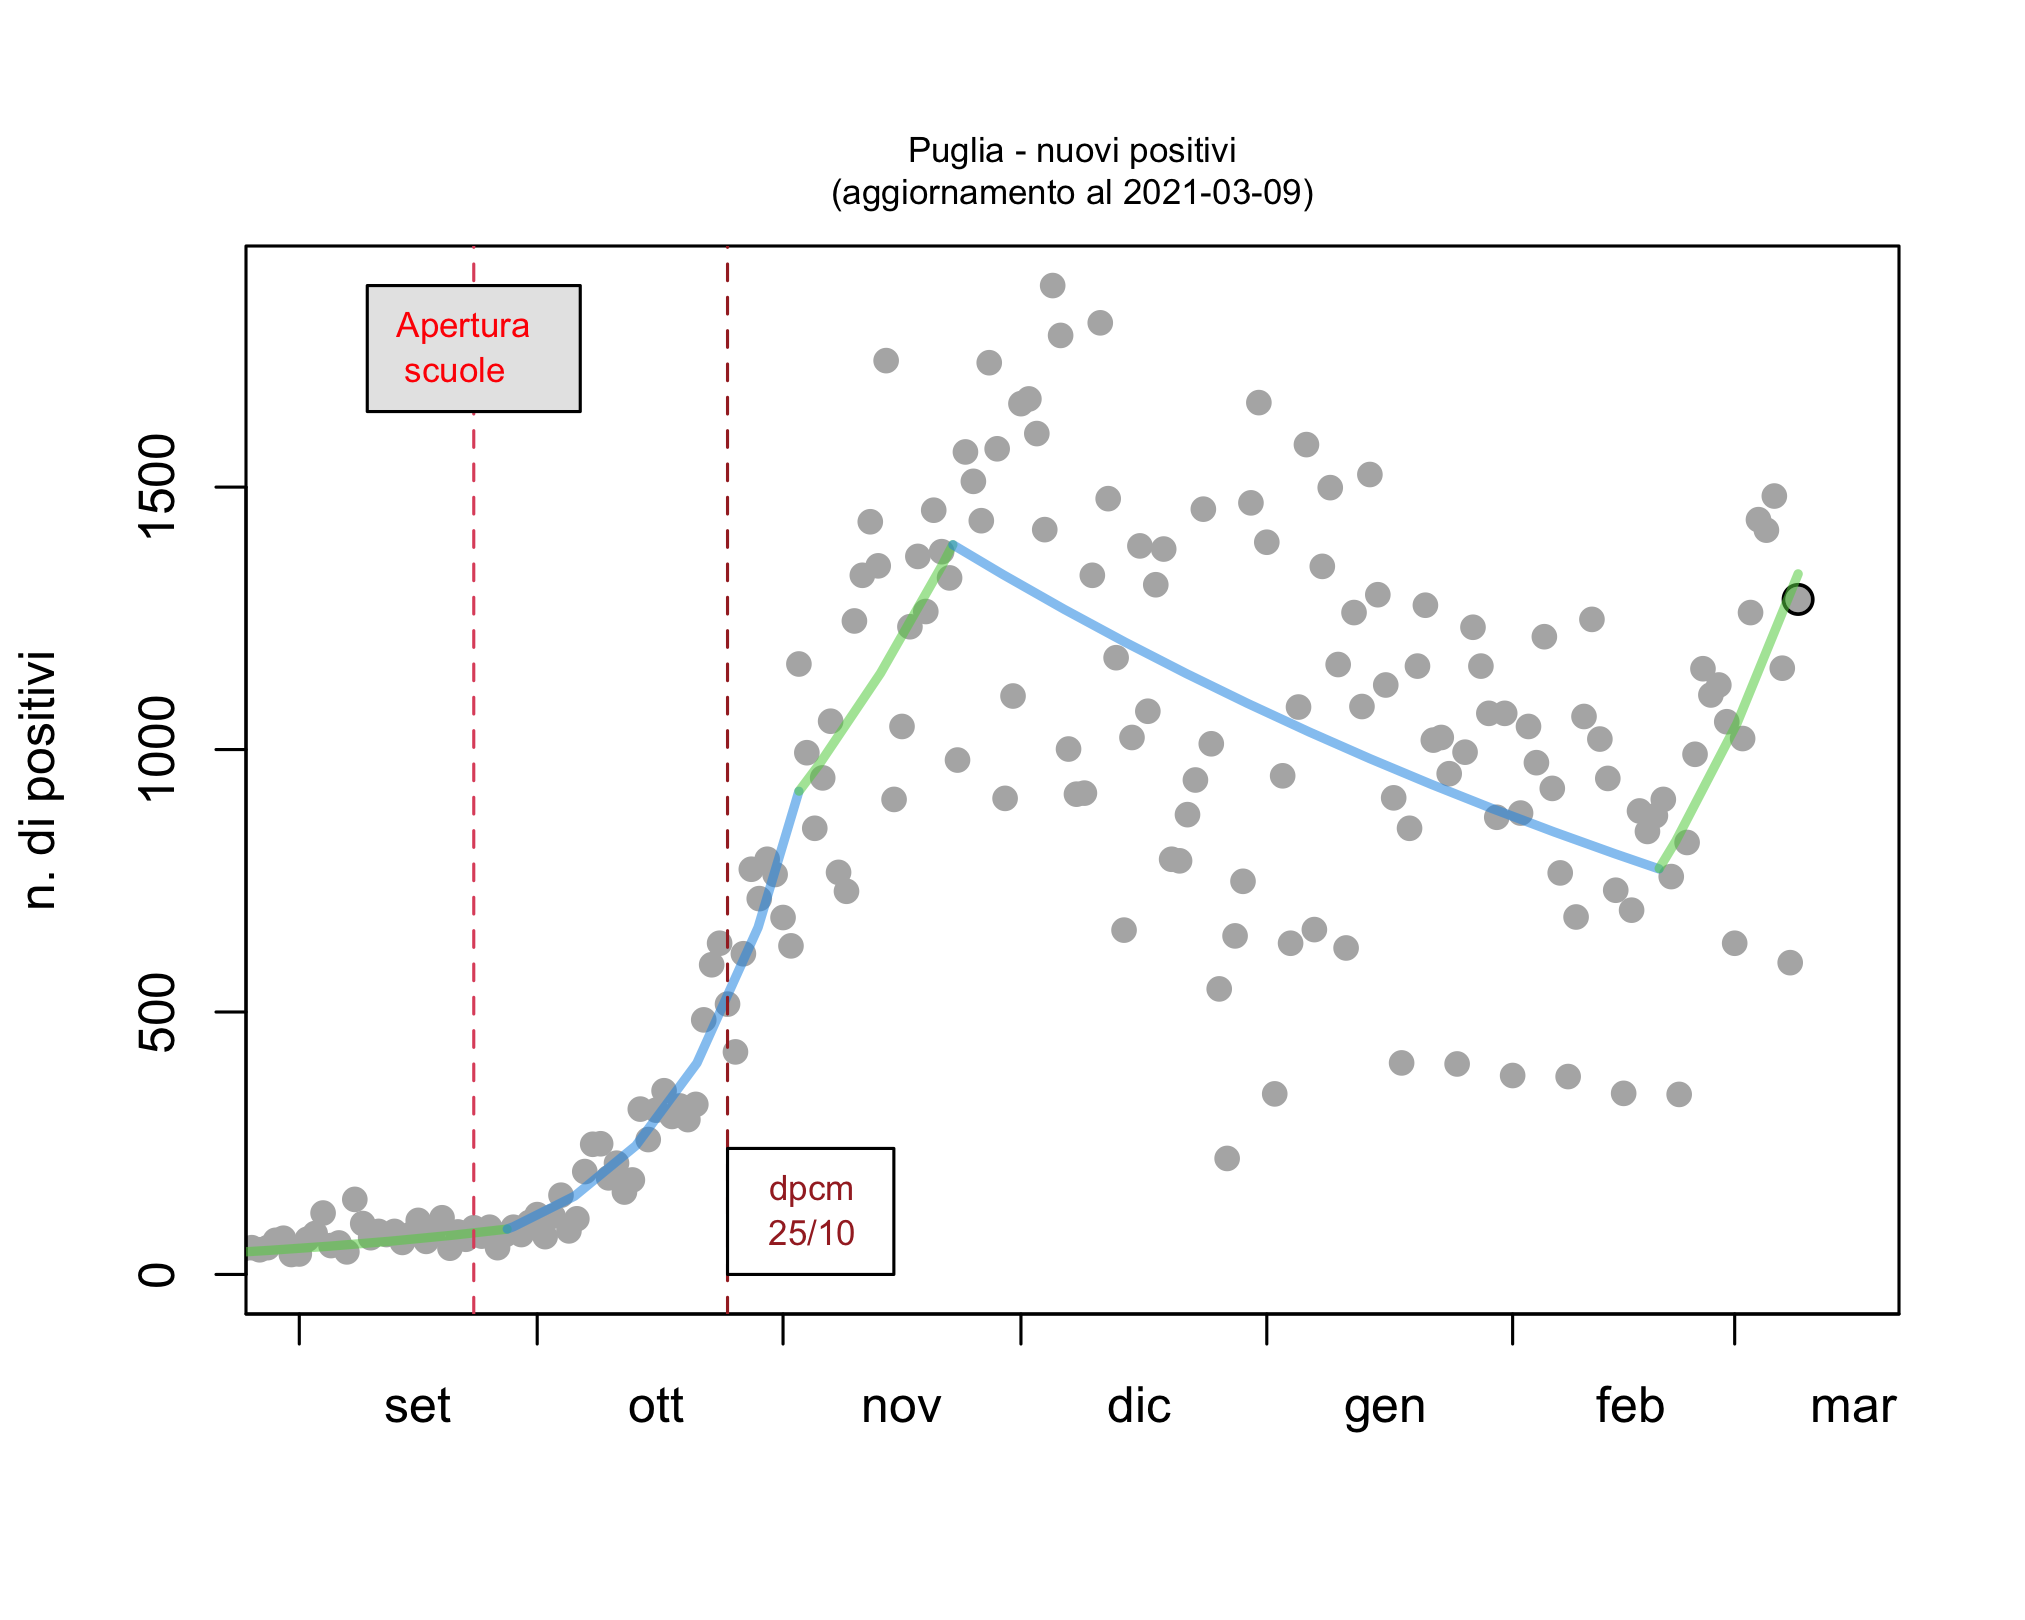 Puglia - nuovi positivi
(aggiornamento al 2021-03-09)
n. di positivi
1500
1000
500
0
Apertura
scuole
dpcm
25/10
set ott nov dic gen feb mar